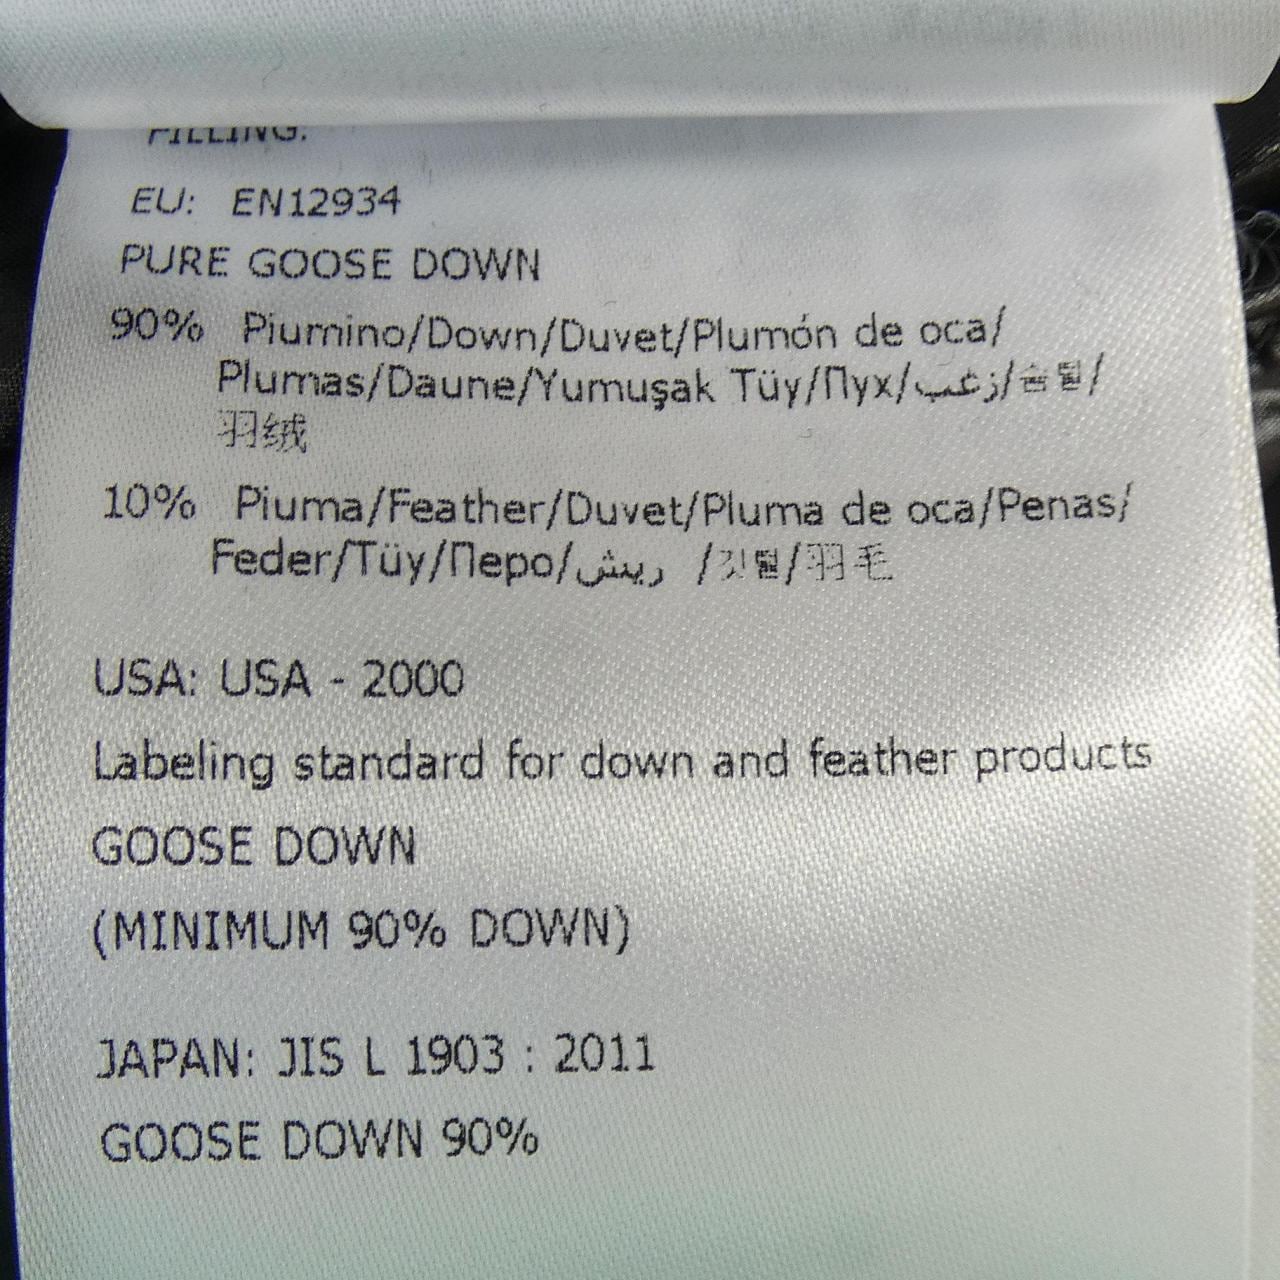 FILLING:
EU: EN12934
PURE GOOSE DOWN
90% Piumino/Down/Duvet/Plumón de oca/
Plumas/Daune/Yumuşak Tüy/Пух/زغب/솜털/
羽绒
10% Piuma/Feather/Duvet/Pluma de oca/Penas/
Feder/Tüy/Перо/ريش /깃털/羽毛
USA: USA - 2000
Labeling standard for down and feather products
GOOSE DOWN
(MINIMUM 90% DOWN)
JAPAN: JIS L 1903 : 2011
GOOSE DOWN 90%